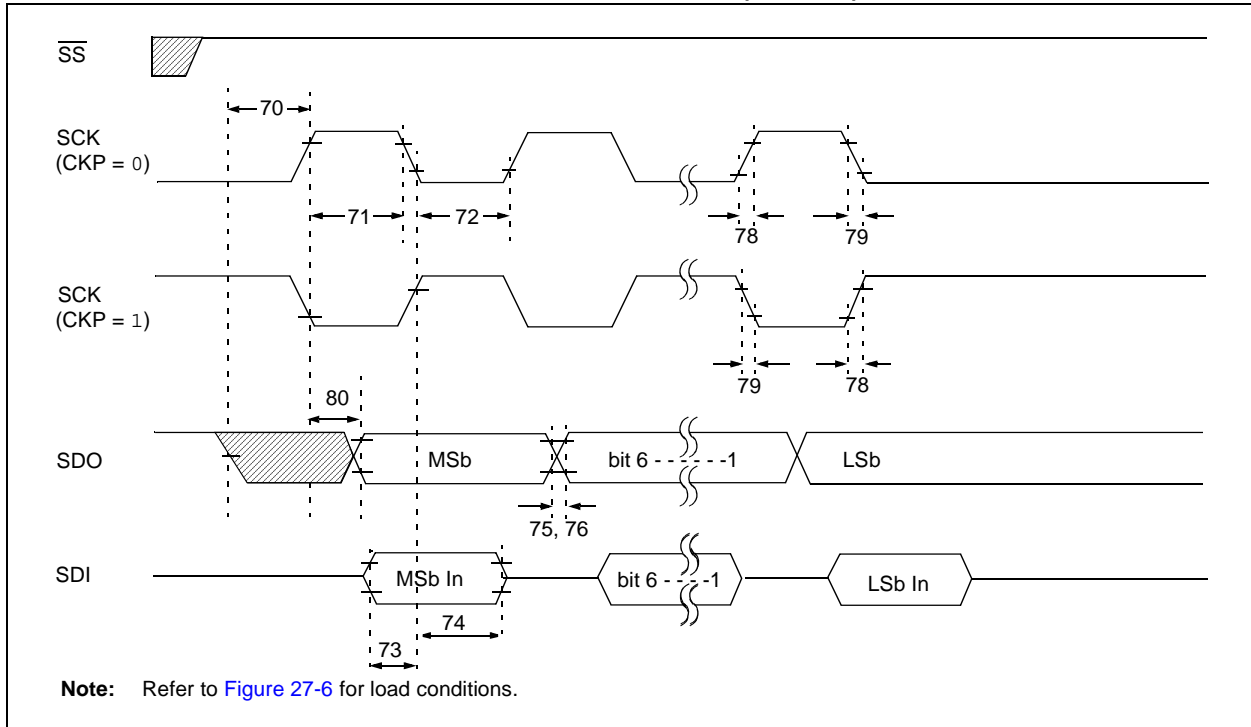 SS
70
SCK
(CKP = 0)
71
72
78
79
SCK
(CKP = 1)
79
78
80
SDO
MSb
bit 6 - - - - - - -1
LSb
75, 76
SDI
MSb In
bit 6 - - - - -1
LSb In
74
73
Note: Refer to Figure 27-6 for load conditions.